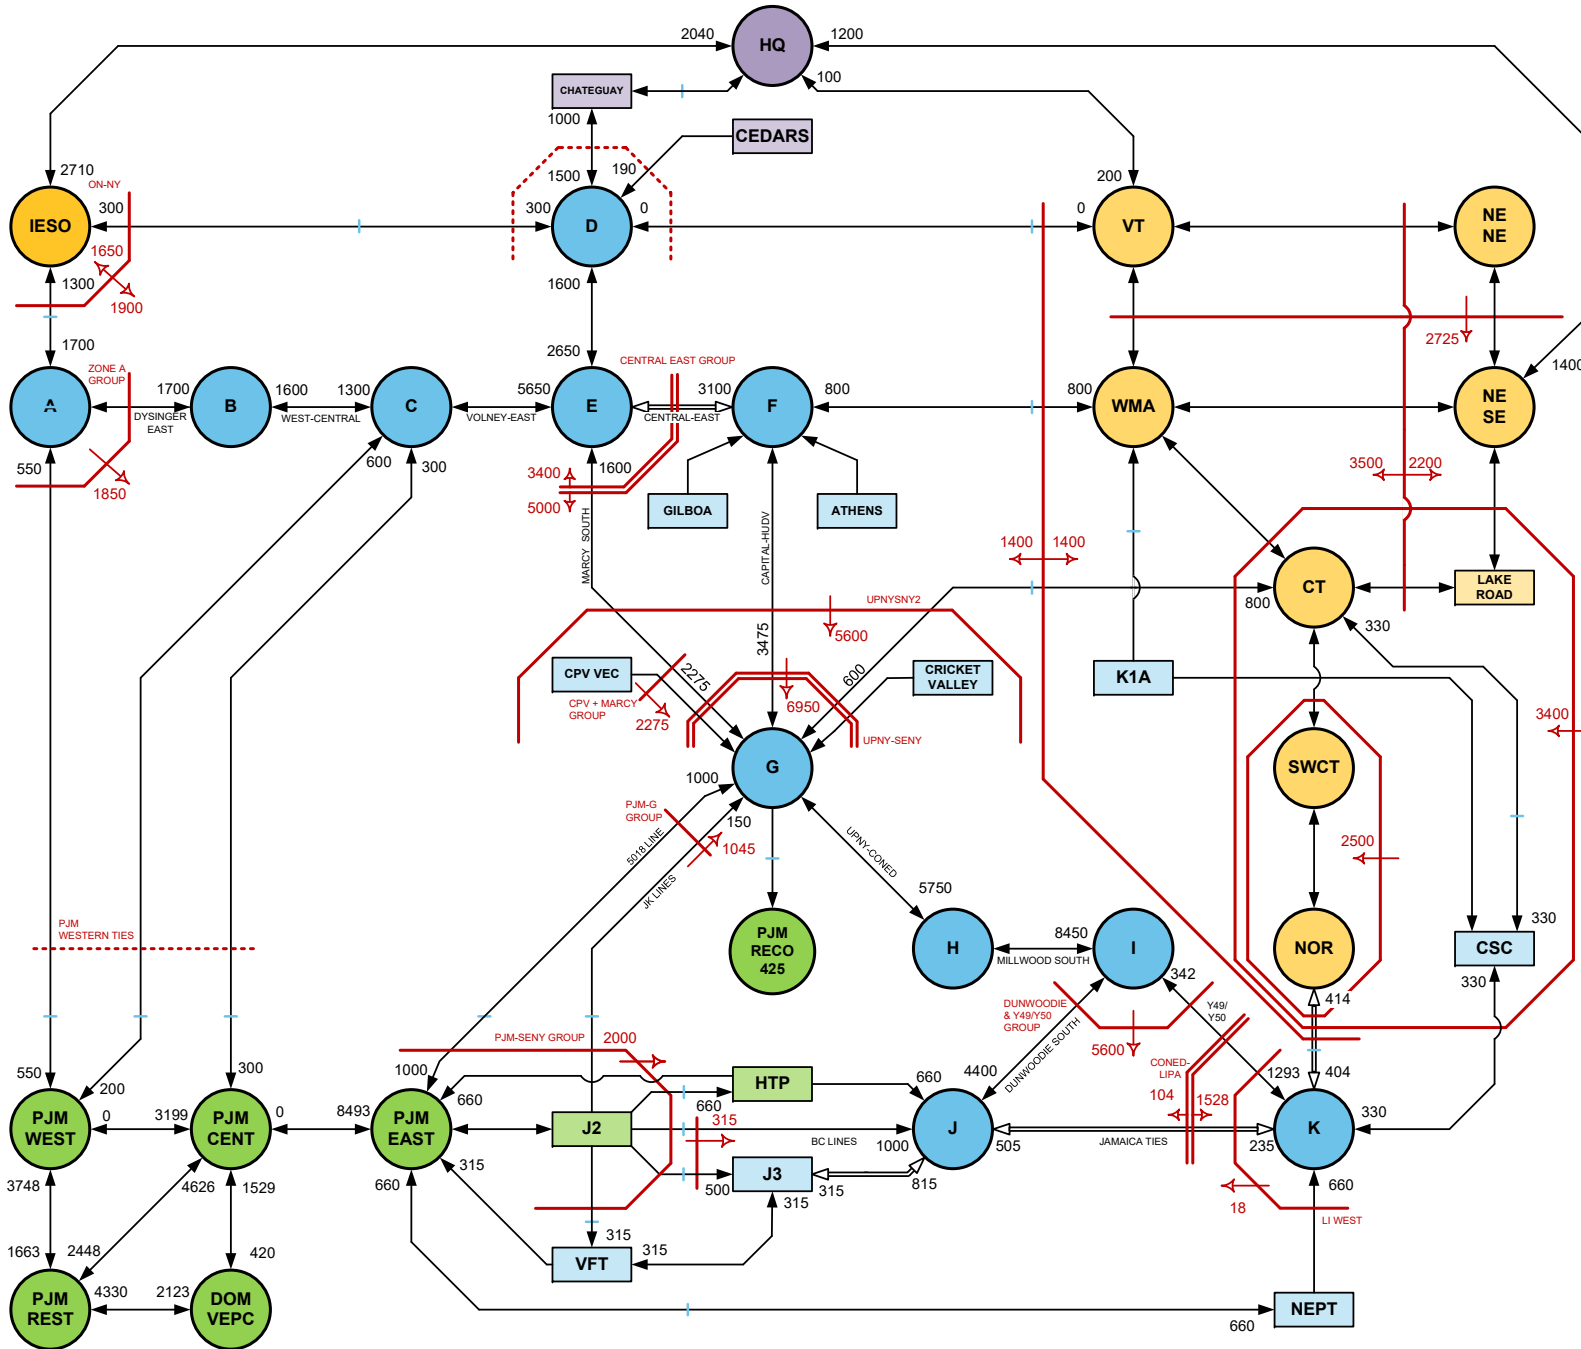 2040
HQ
1200
100
CHATEGUAY
1000
CEDARS
190
2710
ON-NY
1500
200
IESO
300
300
D
0
0
VT
NE
NE
1650
1300
1900
1600
2725
1700
2650
CENTRAL EAST GROUP
1400
ZONE A
GROUP
A
1700
B
1600
1300
C
5650
E
3100
F
800
800
WMA
NE
SE
DYSINGER
EAST
WEST-CENTRAL
VOLNEY-EAST
CENTRAL-EAST
550
600
300
1600
3400
5000
1850
3500
2200
GILBOA
ATHENS
MARCY SOUTH
CAPITAL-HUDV
1400
1400
CT
LAKE
ROAD
800
330
UPNYSNY2
5600
3475
CPV VEC
2275
600
CRICKET
VALLEY
K1A
CPV + MARCY
GROUP
2275
6950
3400
UPNY-SENY
G
SWCT
1000
PJM-G
GROUP
150
5018 LINE
1045
UPNY-CONED
2500
JK LINES
5750
PJM
WESTERN TIES
PJM
RECO
425
H
8450
I
NOR
330
CSC
MILLWOOD SOUTH
342
330
414
DUNWOODIE
& Y49/Y50
GROUP
Y49/
Y50
PJM-SENY GROUP
2000
DUNWOODIE SOUTH
5600
CONED-
LIPA
550
300
1000
4400
1293
404
200
660
HTP
660
104
1528
660
PJM
WEST
0
3199
PJM
CENT
0
8493
PJM
EAST
J2
315
BC LINES
1000
J
505
JAMAICA TIES
235
K
330
3748
4626
1529
315
660
500
J3
315
315
815
660
18
LI WEST
1663
2448
420
315
VFT
315
PJM
REST
4330
2123
DOM
VEPC
NEPT
660